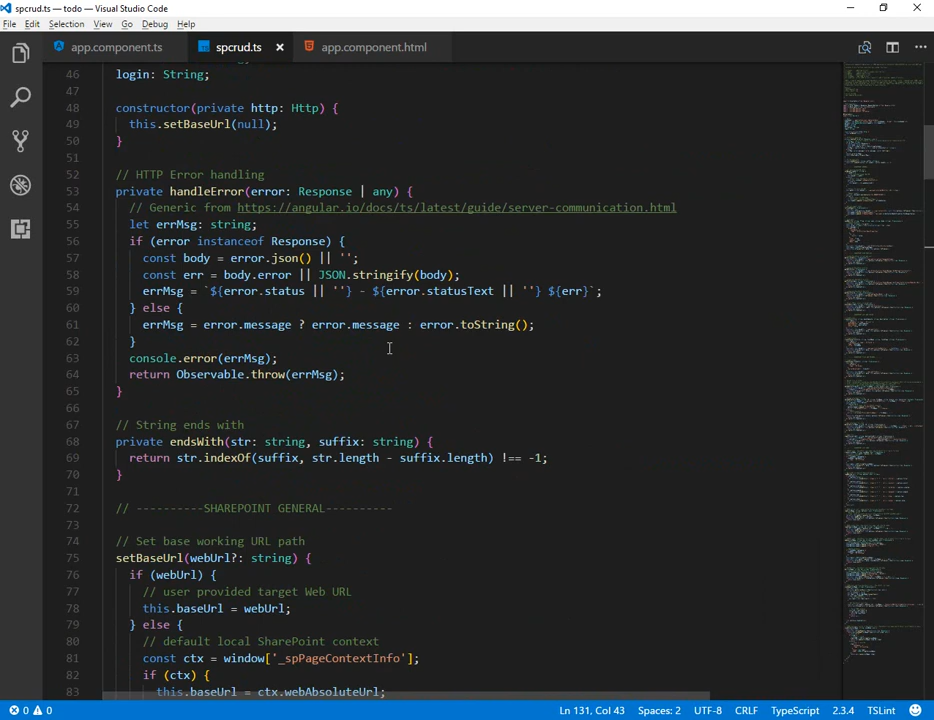 spcrud.ts — todo — Visual Studio Code
File Edit Selection View Go Debug Help
app.component.ts spcrud.ts app.component.html
46 login: String;
47
48 constructor(private http: Http) {
49 this.setBaseUrl(null);
50 }
51
52 // HTTP Error handling
53 private handleError(error: Response | any) {
54 // Generic from https://angular.io/docs/ts/latest/guide/server-communication.html
55 let errMsg: string;
56 if (error instanceof Response) {
57 const body = error.json() || '';
58 const err = body.error || JSON.stringify(body);
59 errMsg = `${error.status || ''} - ${error.statusText || ''} ${err}`;
60 } else {
61 errMsg = error.message ? error.message : error.toString();
62 }
63 console.error(errMsg);
64 return Observable.throw(errMsg);
65 }
66
67 // String ends with
68 private endsWith(str: string, suffix: string) {
69 return str.indexOf(suffix, str.length - suffix.length) !== -1;
70 }
71
72 // ----------SHAREPOINT GENERAL----------
73
74 // Set base working URL path
75 setBaseUrl(webUrl?: string) {
76 if (webUrl) {
77 // user provided target Web URL
78 this.baseUrl = webUrl;
79 } else {
80 // default local SharePoint context
81 const ctx = window['_spPageContextInfo'];
82 if (ctx) {
83 this.baseUrl = ctx.webAbsoluteUrl;
0 0 Ln 131, Col 43 Spaces: 2 UTF-8 CRLF TypeScript 2.3.4 TSLint